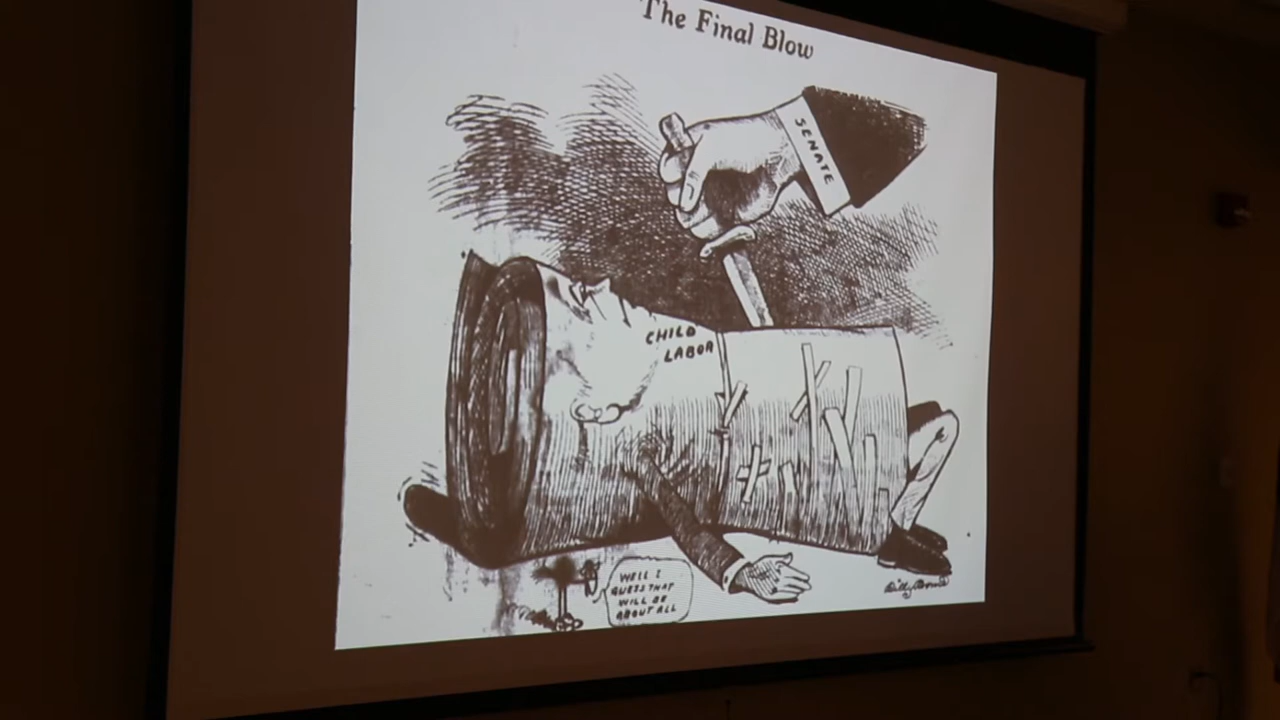 The Final Blow
SENATE
CHILD
LABOR
WELL I
GUESS THAT
WILL BE
ABOUT ALL